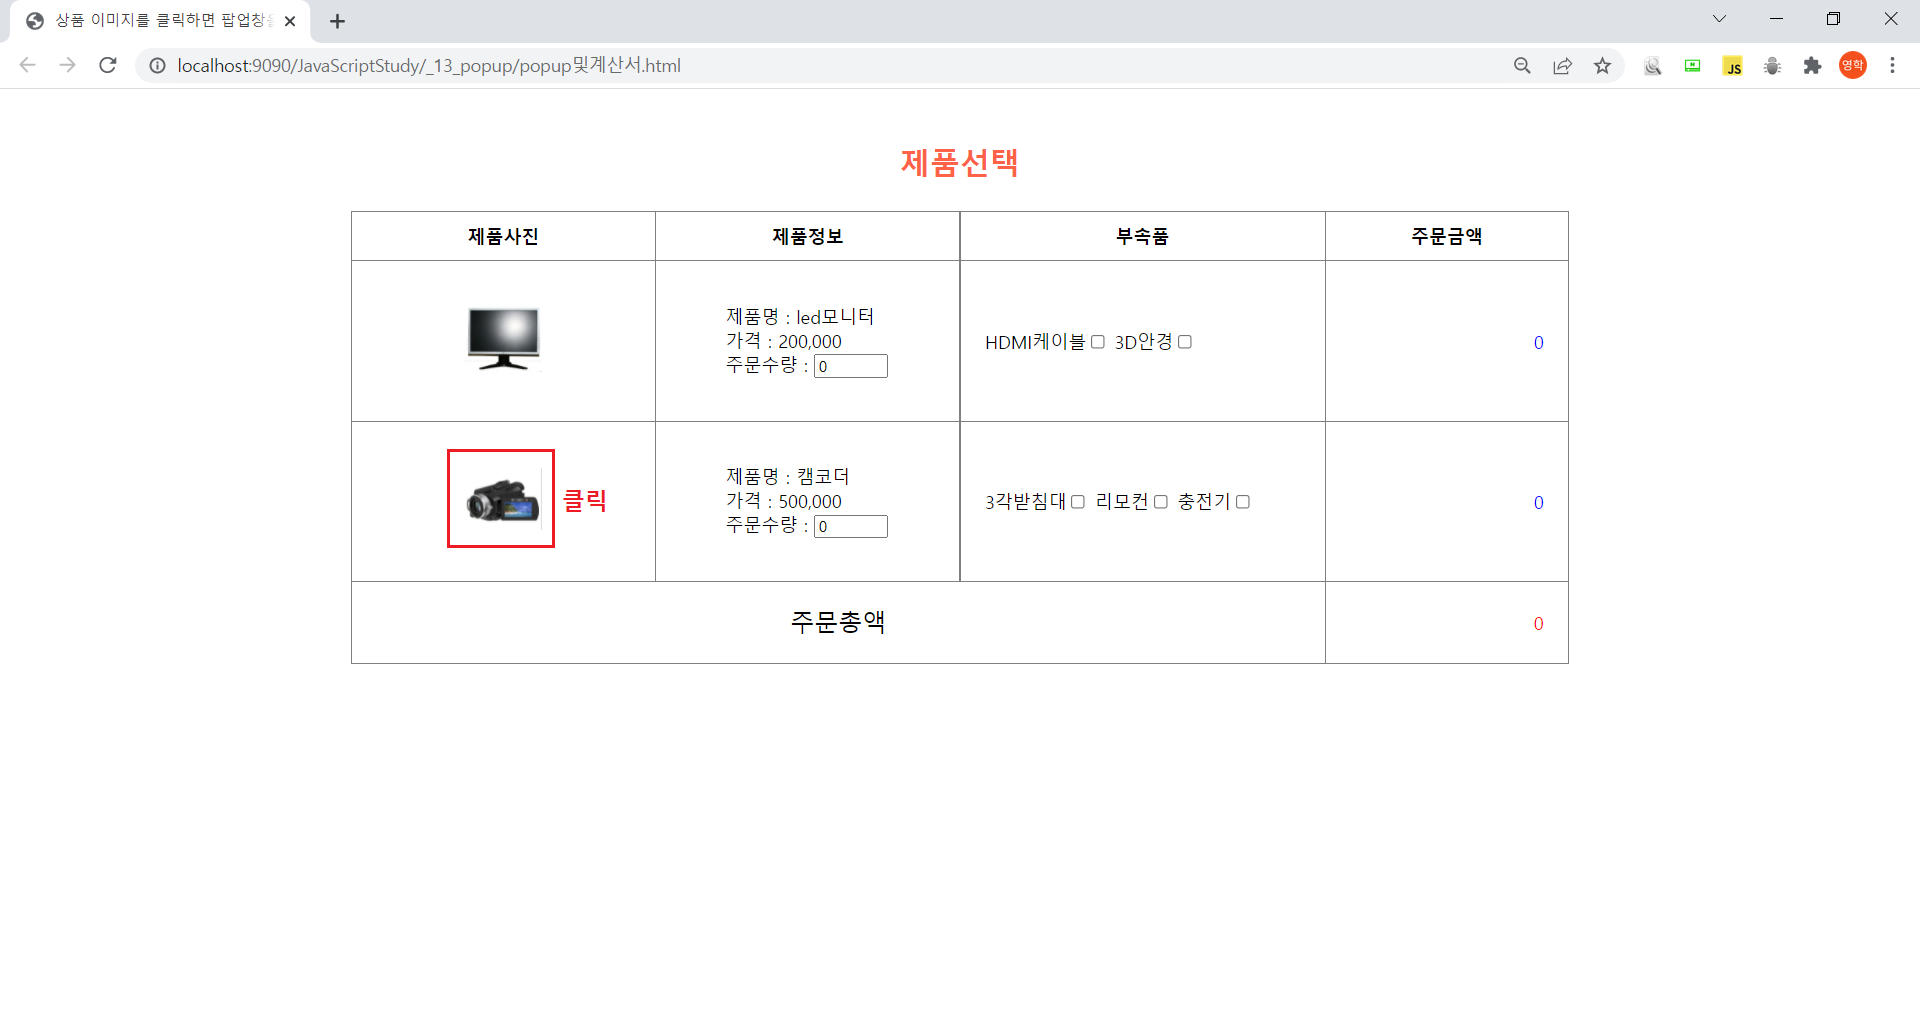 상품 이미지를 클릭하면 팝업창을
localhost:9090/JavaScriptStudy/_13_popup/popup및계산서.html
JS
영학
제품선택
제품사진 제품정보 부속품 주문금액
제품명 : led모니터
가격 : 200,000
주문수량 : 0
HDMI케이블 3D안경
0
클릭
제품명 : 캠코더
가격 : 500,000
주문수량 : 0
3각받침대 리모컨 충전기
0
주문총액 0